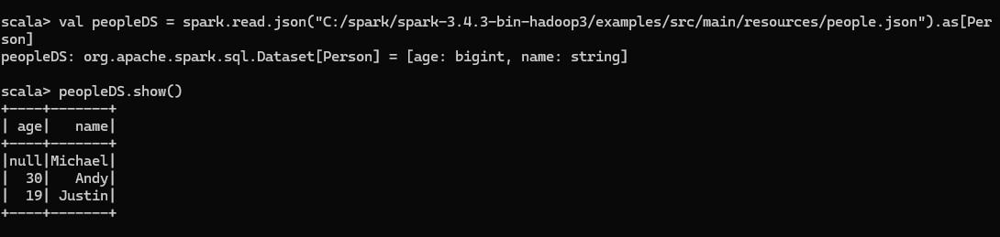 scala> val peopleDS = spark.read.json("C:/spark/spark-3.4.3-bin-hadoop3/examples/src/main/resources/people.json").as[Per
son]
peopleDS: org.apache.spark.sql.Dataset[Person] = [age: bigint, name: string]
scala> peopleDS.show()
+----+-------+
| age|   name|
+----+-------+
|null|Michael|
|  30|   Andy|
|  19| Justin|
+----+-------+